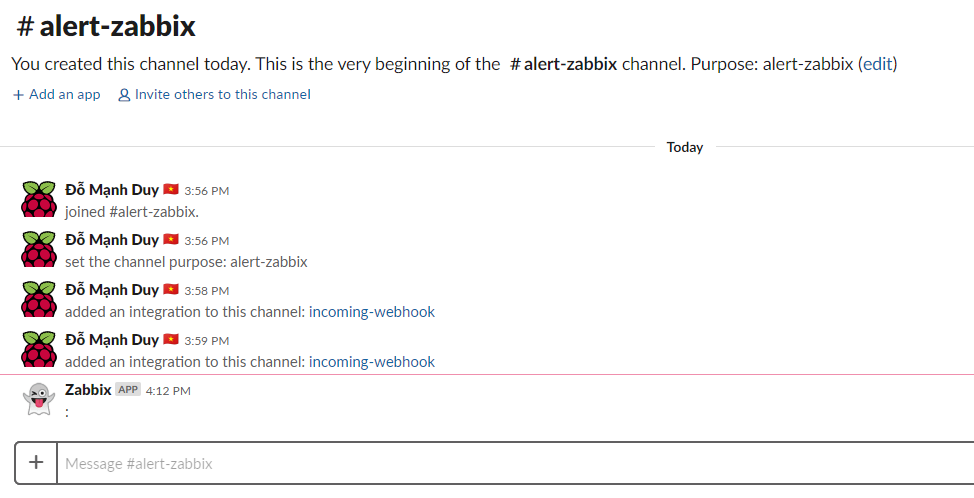 # alert-zabbix
You created this channel today. This is the very beginning of the # alert-zabbix channel. Purpose: alert-zabbix (edit)
+ Add an app Invite others to this channel
Today
Đỗ Mạnh Duy 🇻🇳 3:56 PM
joined #alert-zabbix.
Đỗ Mạnh Duy 🇻🇳 3:56 PM
set the channel purpose: alert-zabbix
Đỗ Mạnh Duy 🇻🇳 3:58 PM
added an integration to this channel: incoming-webhook
Đỗ Mạnh Duy 🇻🇳 3:59 PM
added an integration to this channel: incoming-webhook
Zabbix APP 4:12 PM
:
+ Message #alert-zabbix